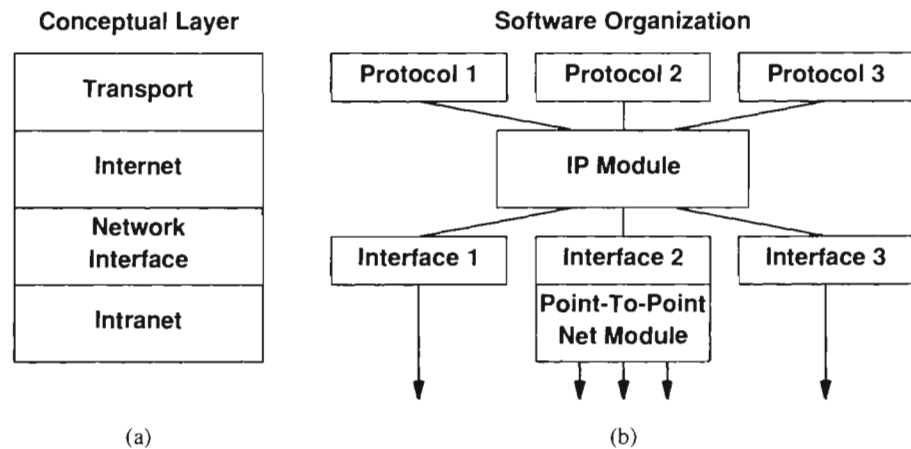 Conceptual Layer
Transport
Internet
Network
Interface
Intranet
(a)
Software Organization
Protocol 1
Protocol 2
Protocol 3
IP Module
Interface 1
Interface 2
Interface 3
Point-To-Point
Net Module
(b)